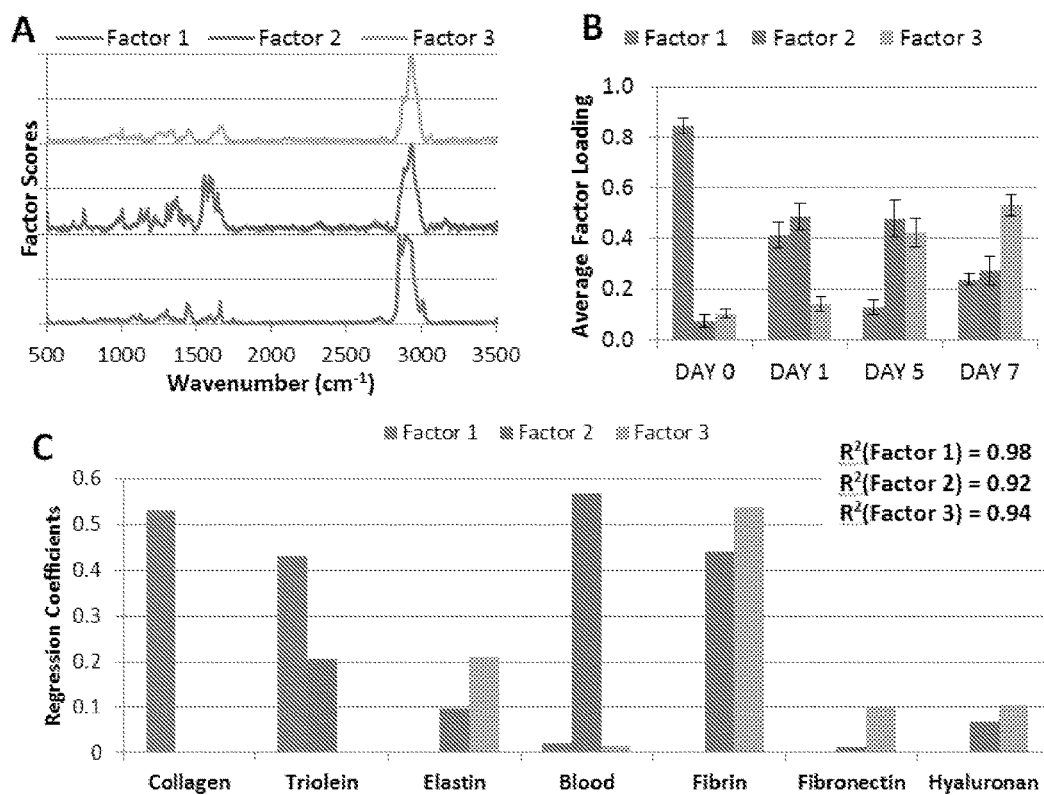 A
Factor 1 Factor 2 Factor 3
Factor Scores
500 1000 1500 2000 2500 3000 3500
Wavenumber (cm⁻¹)
B
Factor 1 Factor 2 Factor 3
Average Factor Loading
1.0
0.8
0.6
0.4
0.2
0.0
DAY 0 DAY 1 DAY 5 DAY 7
C
Factor 1 Factor 2 Factor 3
R²(Factor 1) = 0.98
R²(Factor 2) = 0.92
R²(Factor 3) = 0.94
Regression Coefficients
0.6
0.5
0.4
0.3
0.2
0.1
0
Collagen Triolein Elastin Blood Fibrin Fibronectin Hyaluronan